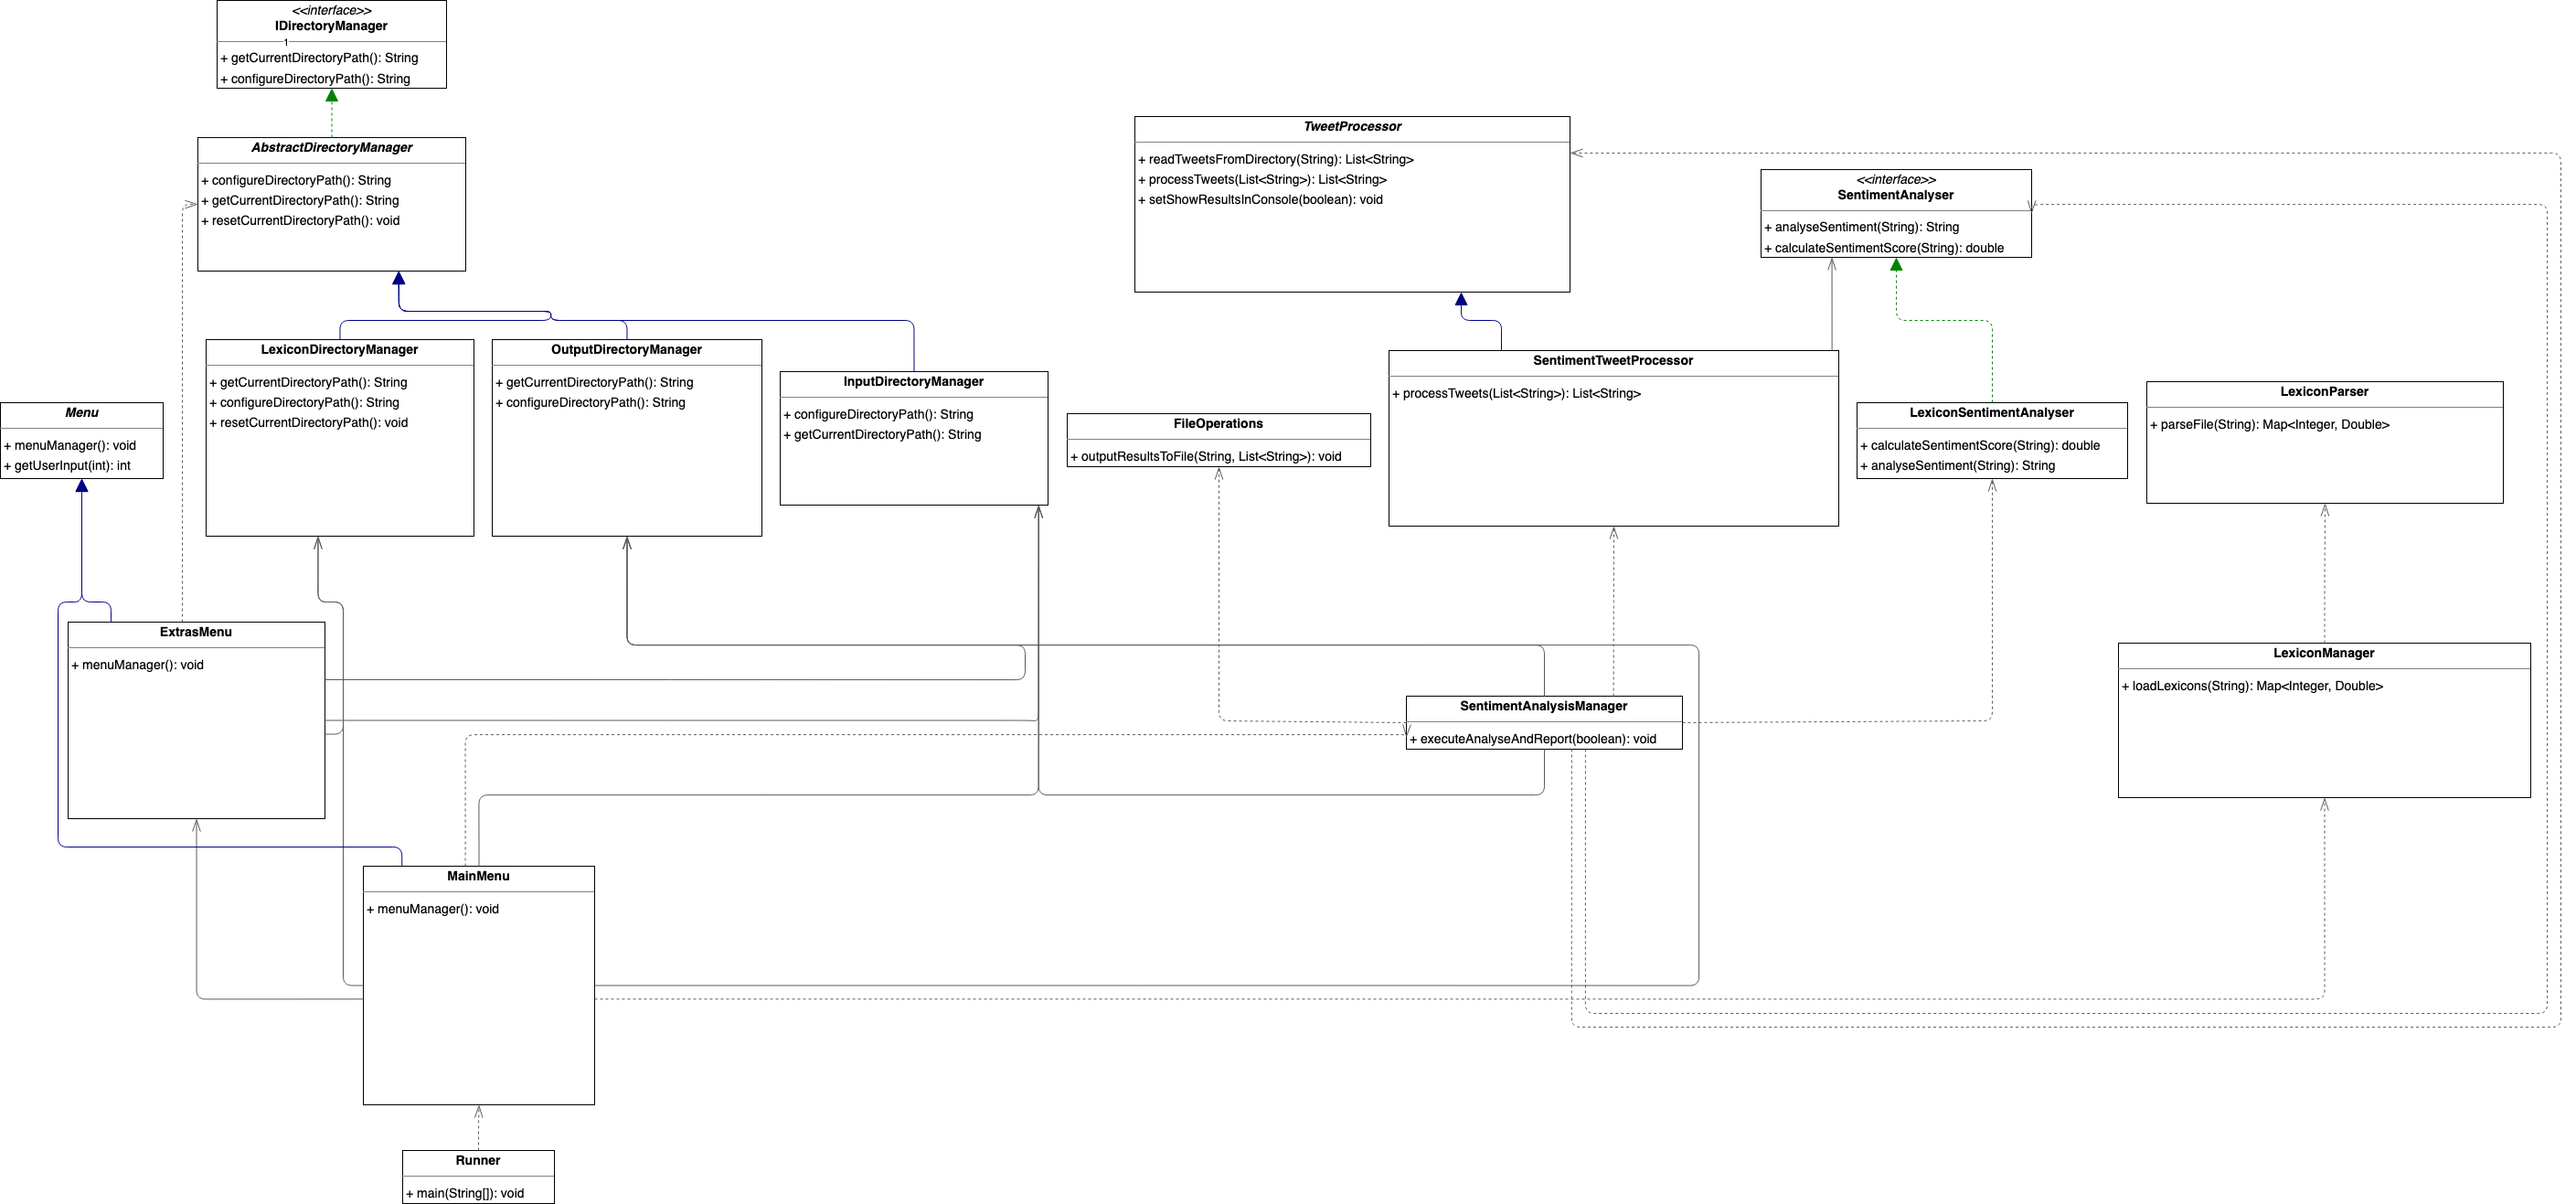 <<interface>>
IDirectoryManager
1
+ getCurrentDirectoryPath(): String
+ configureDirectoryPath(): String
AbstractDirectoryManager
+ configureDirectoryPath(): String
+ getCurrentDirectoryPath(): String
+ resetCurrentDirectoryPath(): void
TweetProcessor
+ readTweetsFromDirectory(String): List<String>
+ processTweets(List<String>): List<String>
+ setShowResultsInConsole(boolean): void
<<interface>>
SentimentAnalyser
+ analyseSentiment(String): String
+ calculateSentimentScore(String): double
LexiconDirectoryManager
+ getCurrentDirectoryPath(): String
+ configureDirectoryPath(): String
+ resetCurrentDirectoryPath(): void
OutputDirectoryManager
+ getCurrentDirectoryPath(): String
+ configureDirectoryPath(): String
InputDirectoryManager
+ configureDirectoryPath(): String
+ getCurrentDirectoryPath(): String
SentimentTweetProcessor
+ processTweets(List<String>): List<String>
LexiconParser
+ parseFile(String): Map<Integer, Double>
Menu
+ menuManager(): void
+ getUserInput(int): int
FileOperations
+ outputResultsToFile(String, List<String>): void
LexiconSentimentAnalyser
+ calculateSentimentScore(String): double
+ analyseSentiment(String): String
ExtrasMenu
+ menuManager(): void
LexiconManager
+ loadLexicons(String): Map<Integer, Double>
SentimentAnalysisManager
+ executeAnalyseAndReport(boolean): void
MainMenu
+ menuManager(): void
Runner
+ main(String[]): void